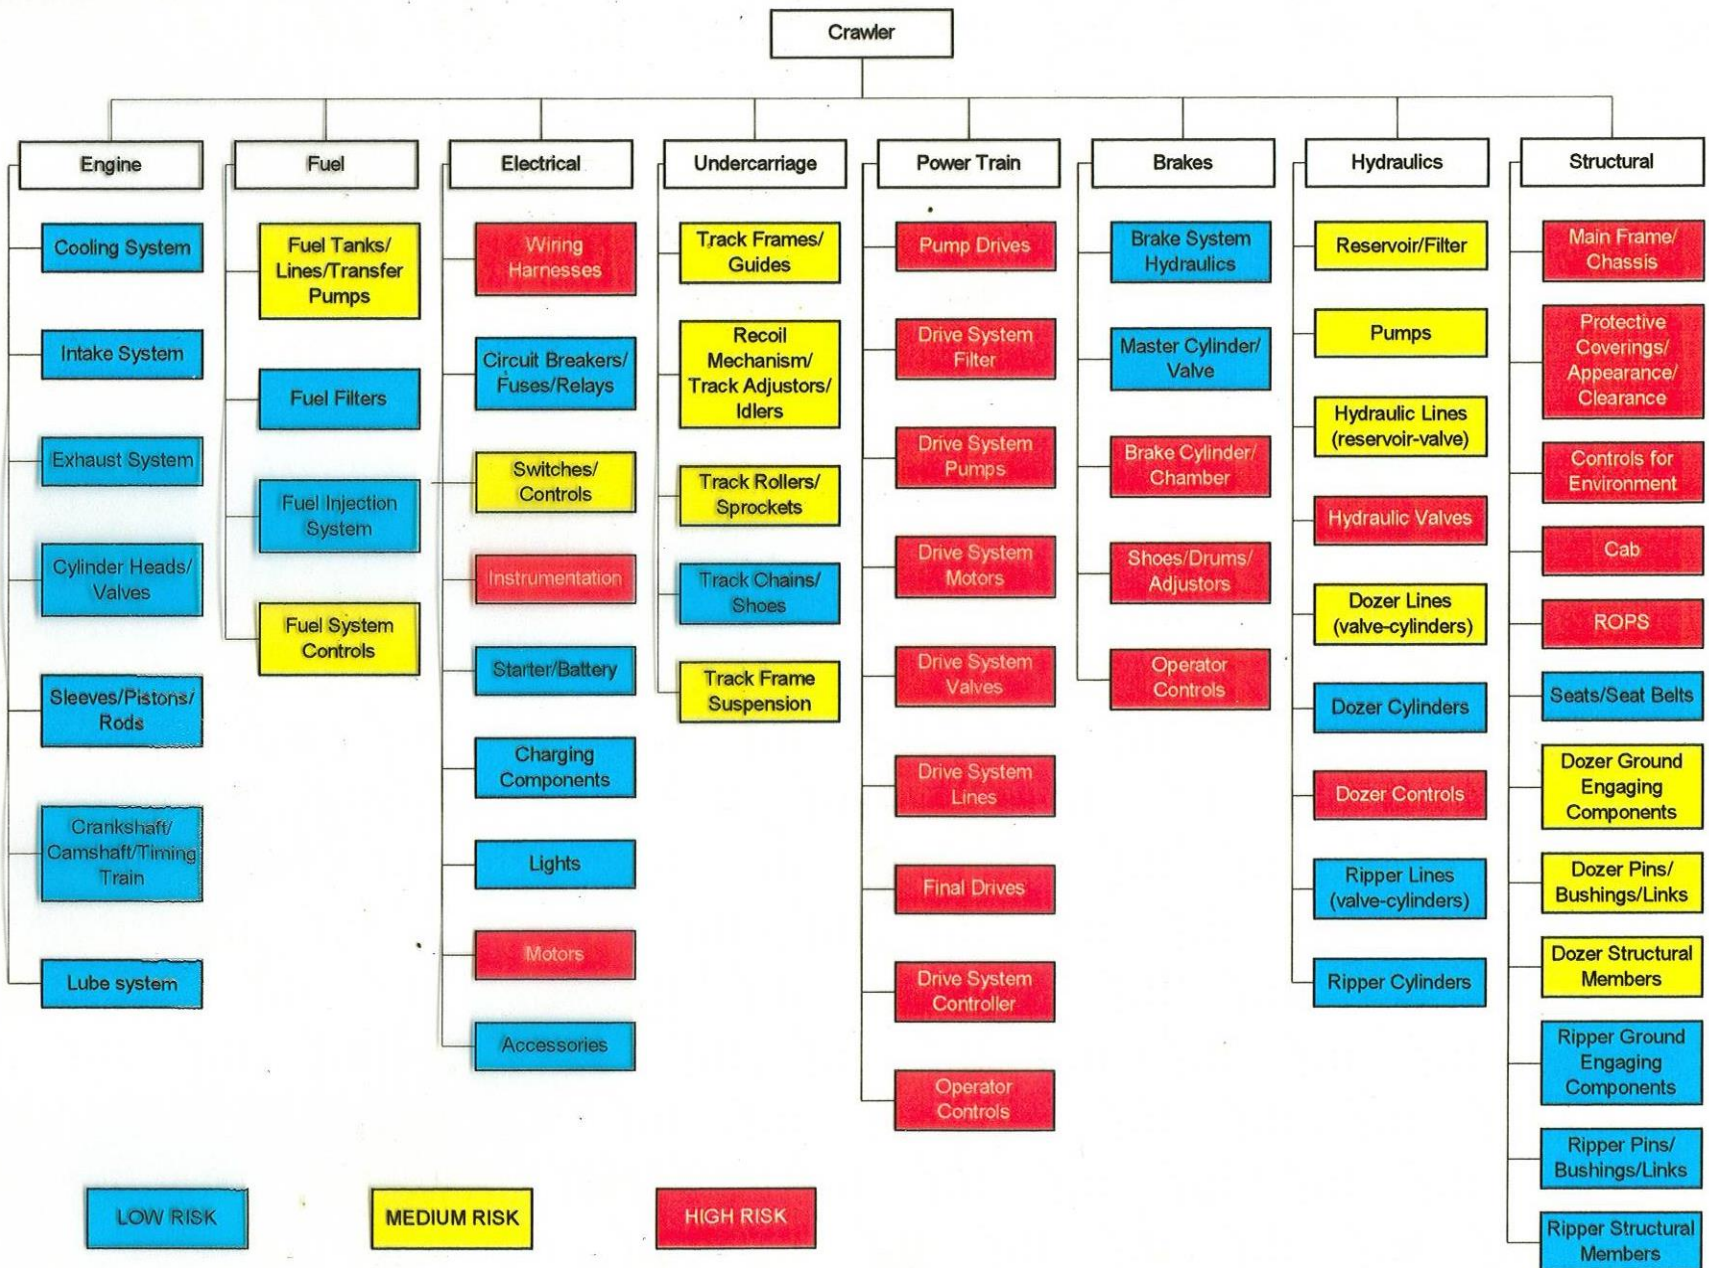 Crawler
Engine
Cooling System
Intake System
Exhaust System
Cylinder Heads/
Valves
Sleeves/Pistons/
Rods
Crankshaft/
Camshaft/Timing
Train
Lube system
Fuel
Fuel Tanks/
Lines/Transfer
Pumps
Fuel Filters
Fuel Injection
System
Fuel System
Controls
Electrical
Wiring
Harnesses
Circuit Breakers/
Fuses/Relays
Switches/
Controls
Instrumentation
Starter/Battery
Charging
Components
Lights
Motors
Accessories
Undercarriage
Track Frames/
Guides
Recoil
Mechanism/
Track Adjustors/
Idlers
Track Rollers/
Sprockets
Track Chains/
Shoes
Track Frame
Suspension
Power Train
Pump Drives
Drive System
Filter
Drive System
Pumps
Drive System
Motors
Drive System
Valves
Drive System
Lines
Final Drives
Drive System
Controller
Operator
Controls
Brakes
Brake System
Hydraulics
Master Cylinder/
Valve
Brake Cylinder/
Chamber
Shoes/Drums/
Adjustors
Operator
Controls
Hydraulics
Reservoir/Filter
Pumps
Hydraulic Lines
(reservoir-valve)
Hydraulic Valves
Dozer Lines
(valve-cylinders)
Dozer Cylinders
Dozer Controls
Ripper Lines
(valve-cylinders)
Ripper Cylinders
Structural
Main Frame/
Chassis
Protective
Coverings/
Appearance/
Clearance
Controls for
Environment
Cab
ROPS
Seats/Seat Belts
Dozer Ground
Engaging
Components
Dozer Pins/
Bushings/Links
Dozer Structural
Members
Ripper Ground
Engaging
Components
Ripper Pins/
Bushings/Links
Ripper Structural
Members
LOW RISK
MEDIUM RISK
HIGH RISK